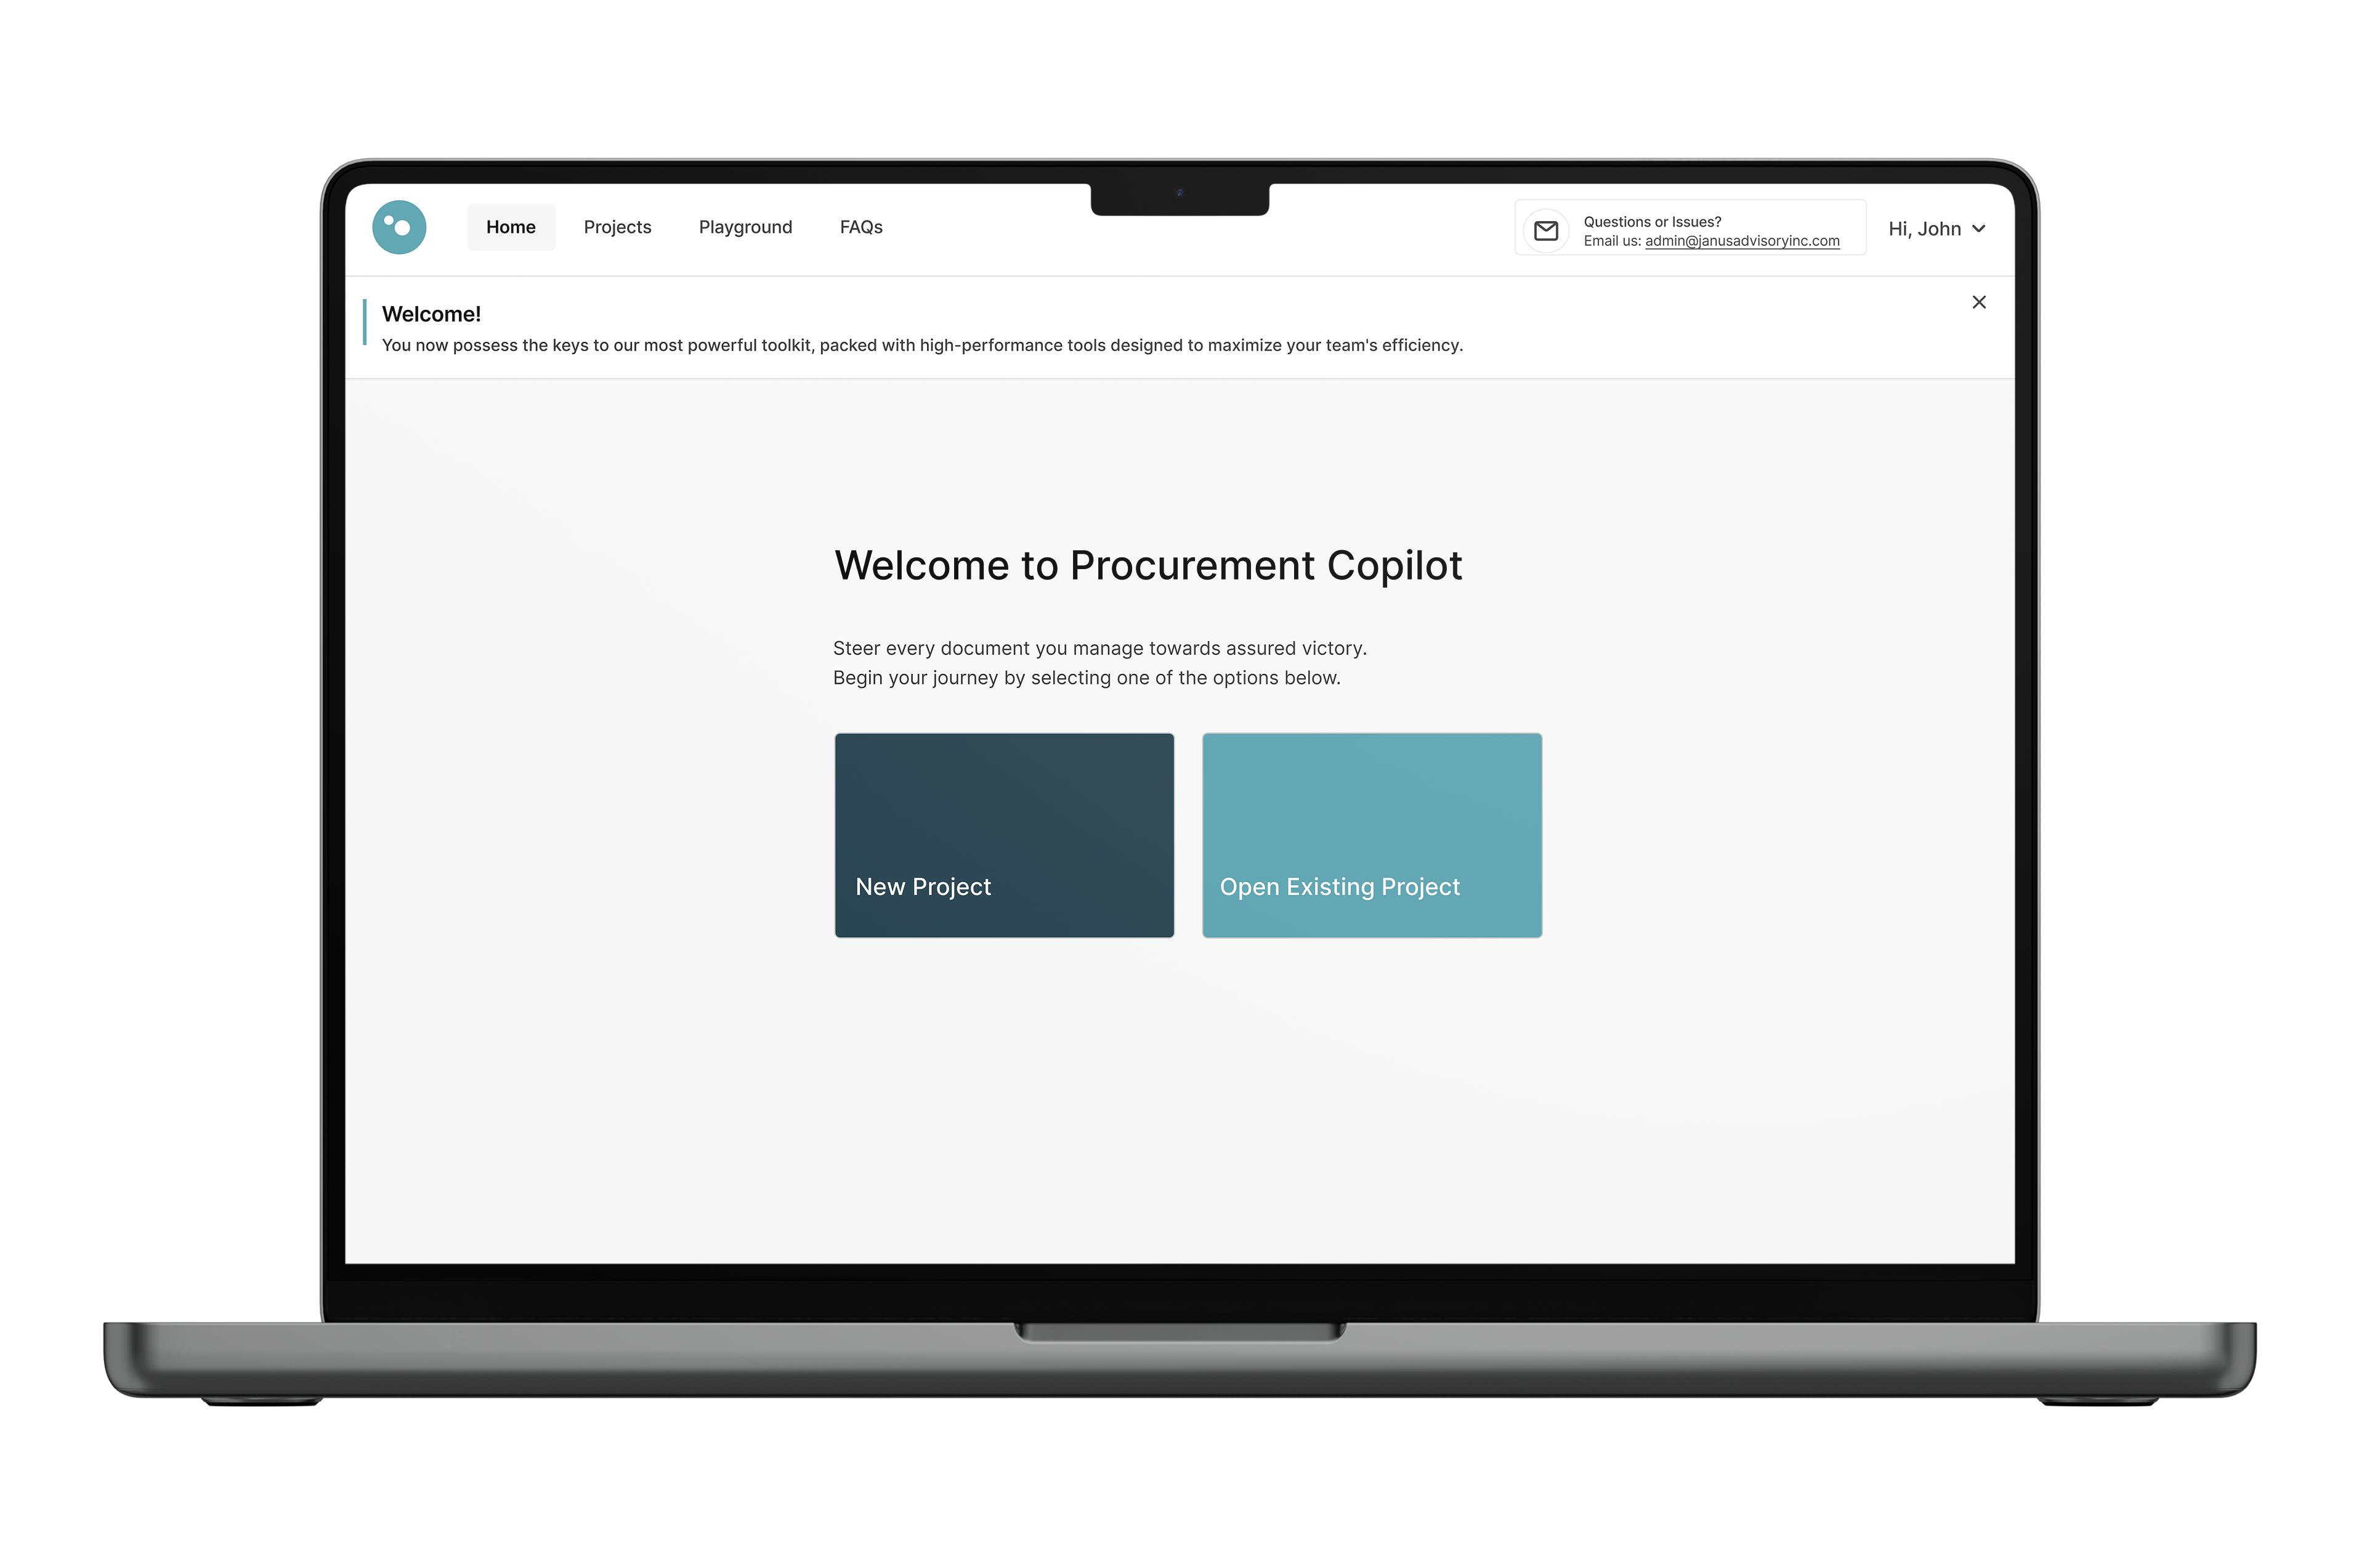 Home
Projects
Playground
FAQs
Questions or Issues?
Email us: admin@janusadvisoryinc.com
Hi, John
Welcome!
You now possess the keys to our most powerful toolkit, packed with high-performance tools designed to maximize your team's efficiency.
Welcome to Procurement Copilot
Steer every document you manage towards assured victory.
Begin your journey by selecting one of the options below.
New Project
Open Existing Project